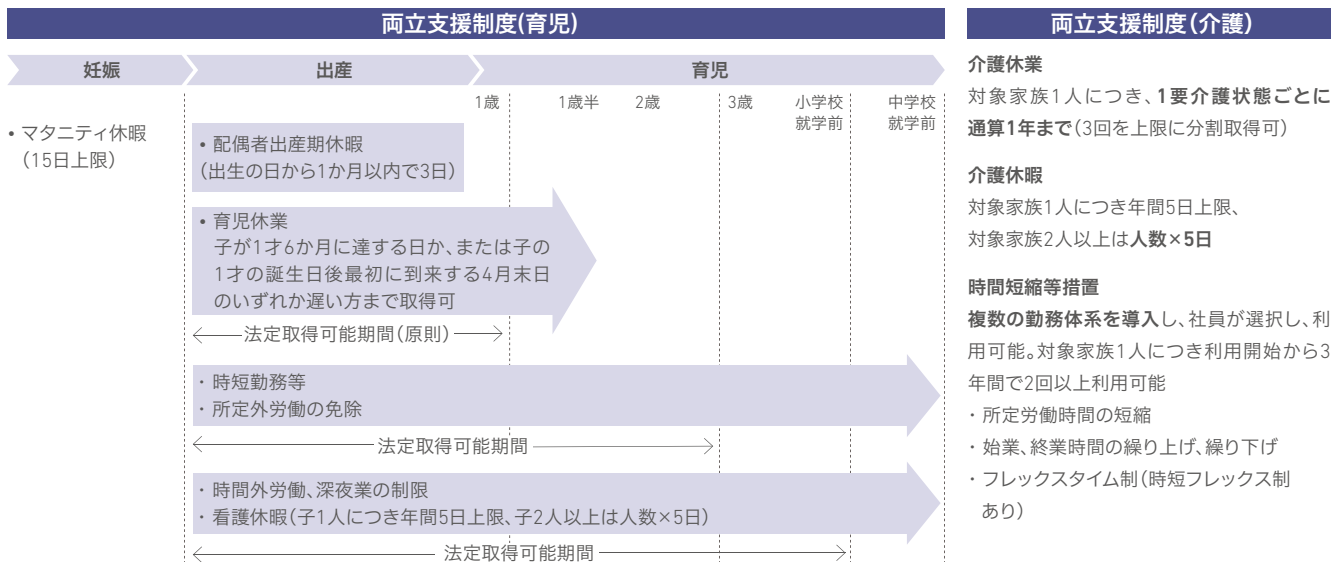 両立支援制度(育児)
妊娠
出産
育児
1歳
1歳半
2歳
3歳
小学校
就学前
中学校
就学前
• マタニティ休暇
(15日上限)
• 配偶者出産期休暇
(出生の日から1か月以内で3日)
• 育児休業
子が1才6か月に達する日か、または子の
1才の誕生日後最初に到来する4月末日
のいずれか遅い方まで取得可
法定取得可能期間(原則)
・時短勤務等
・所定外労働の免除
法定取得可能期間
・時間外労働、深夜業の制限
・看護休暇(子1人につき年間5日上限、子2人以上は人数×5日)
法定取得可能期間
両立支援制度(介護)
介護休業
対象家族1人につき、1要介護状態ごとに
通算1年まで(3回を上限に分割取得可)
介護休暇
対象家族1人につき年間5日上限、
対象家族2人以上は人数×5日
時間短縮等措置
複数の勤務体系を導入し、社員が選択し、利
用可能。対象家族1人につき利用開始から3
年間で2回以上利用可能
・所定労働時間の短縮
・始業、終業時間の繰り上げ、繰り下げ
・フレックスタイム制(時短フレックス制
あり)